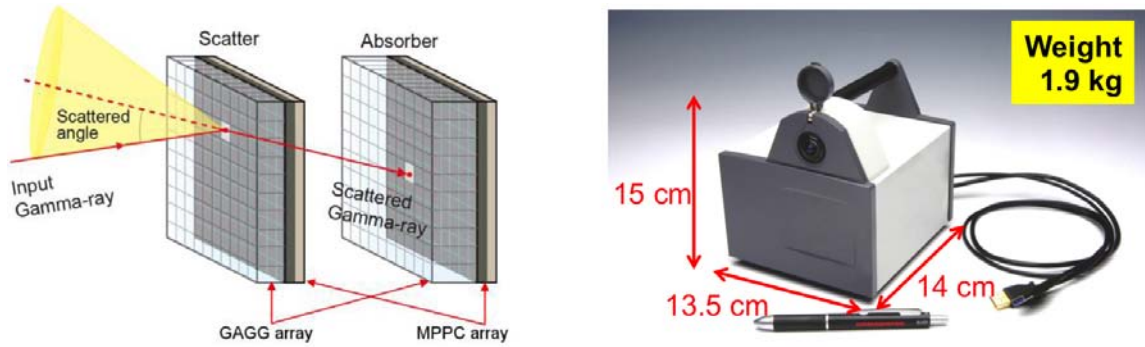 Scatter
Absorber
Scattered
angle
Input
Gamma-ray
Scattered
Gamma-ray
GAGG array
MPPC array
Weight
1.9 kg
15 cm
13.5 cm
14 cm